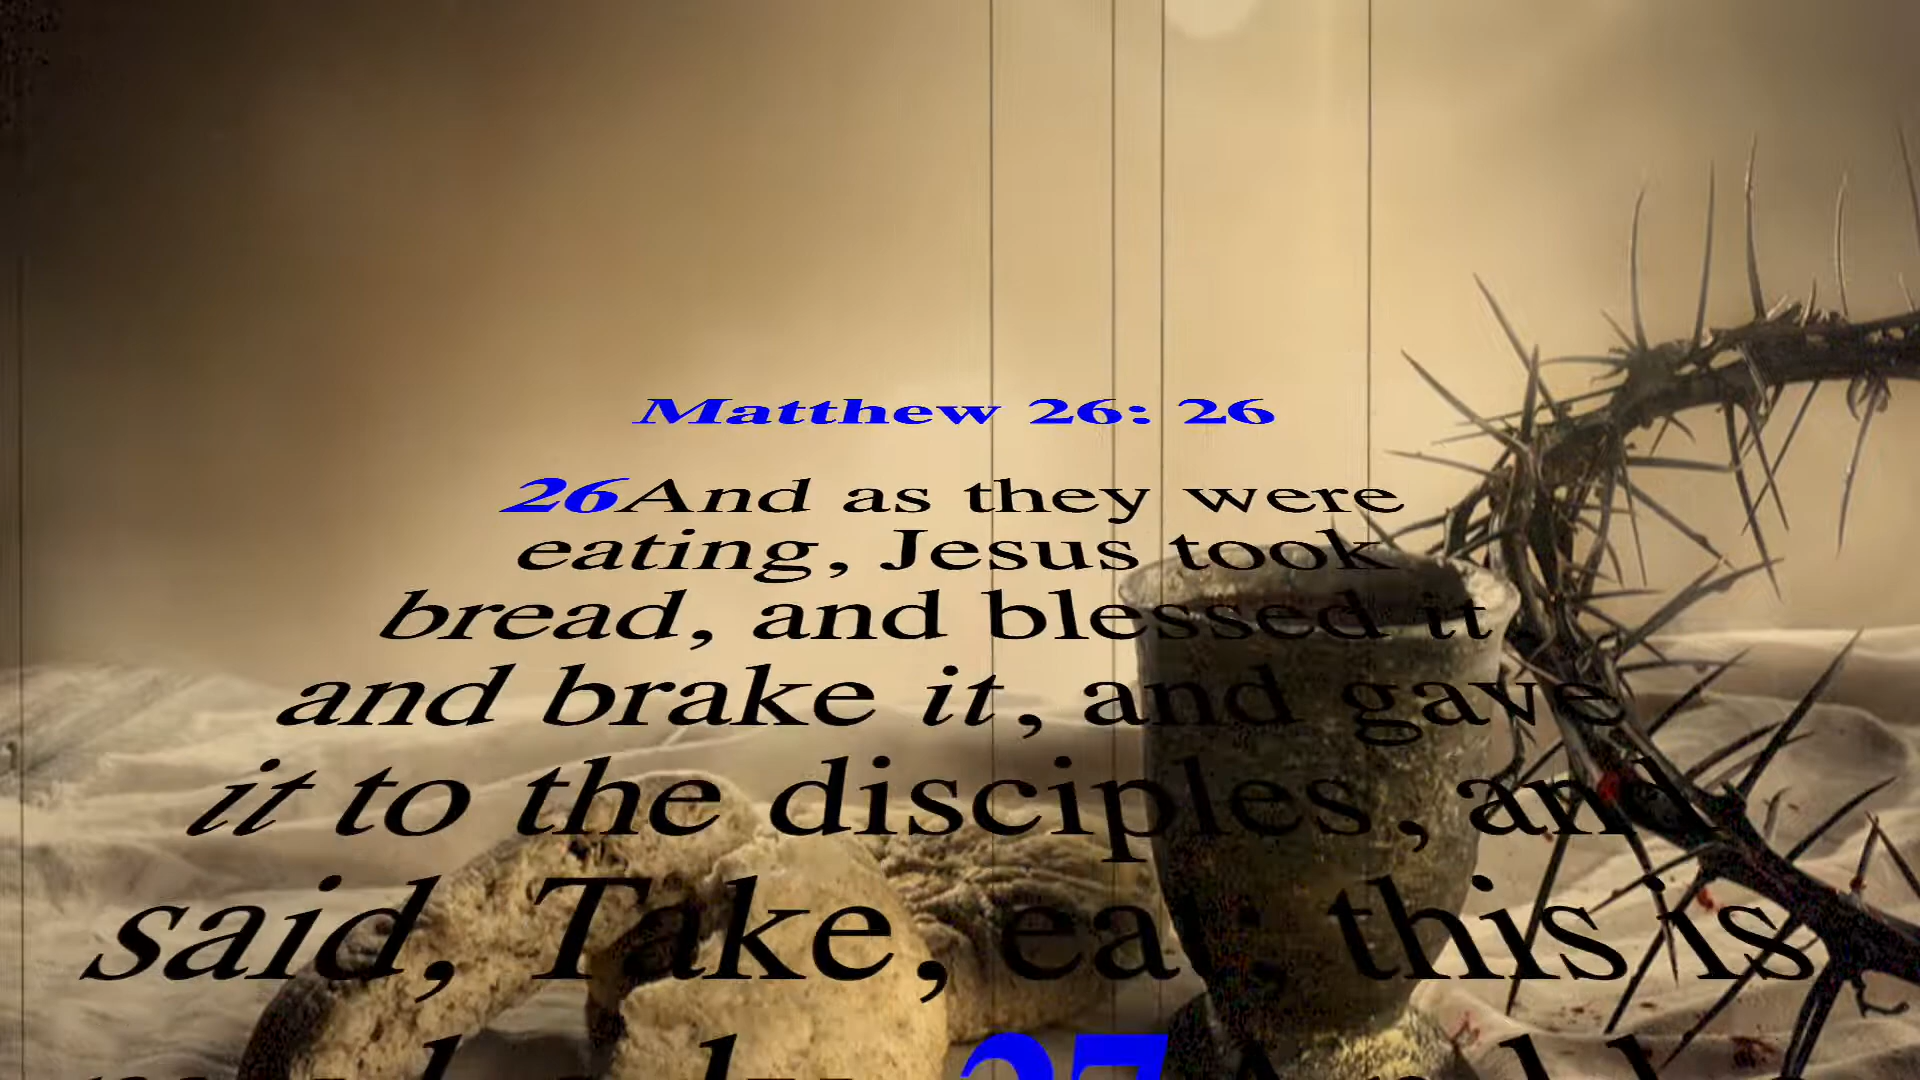 Matthew 26: 26
26And as they were
eating, Jesus took
bread, and blessed it,
and brake it, and gave
it to the disciples, and
said, Take, eat; this is
27